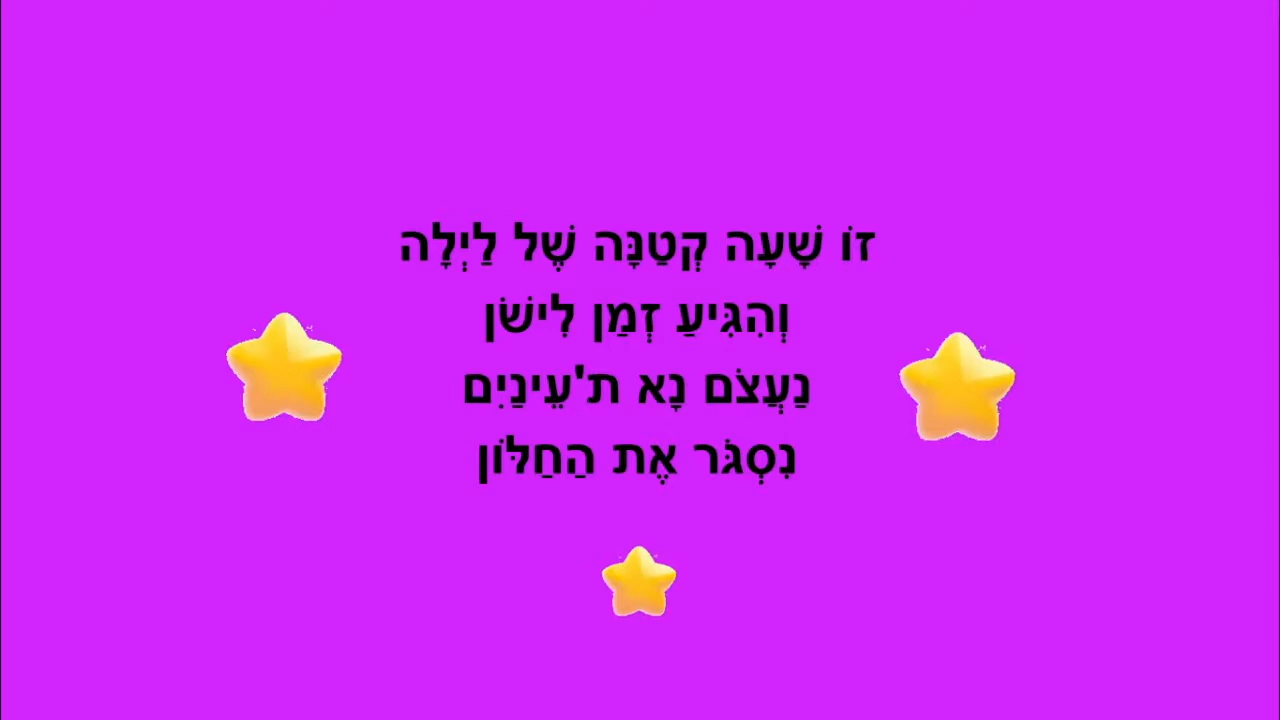 זוֹ שָׁעָה קְטַנָּה שֶׁל לַיְלָה
וְהִגִּיעַ זְמַן לִישֹׁן
נַעֲצֹם נָא ת'עֵינַיִם
נִסְגֹּר אֶת הַחַלּוֹן